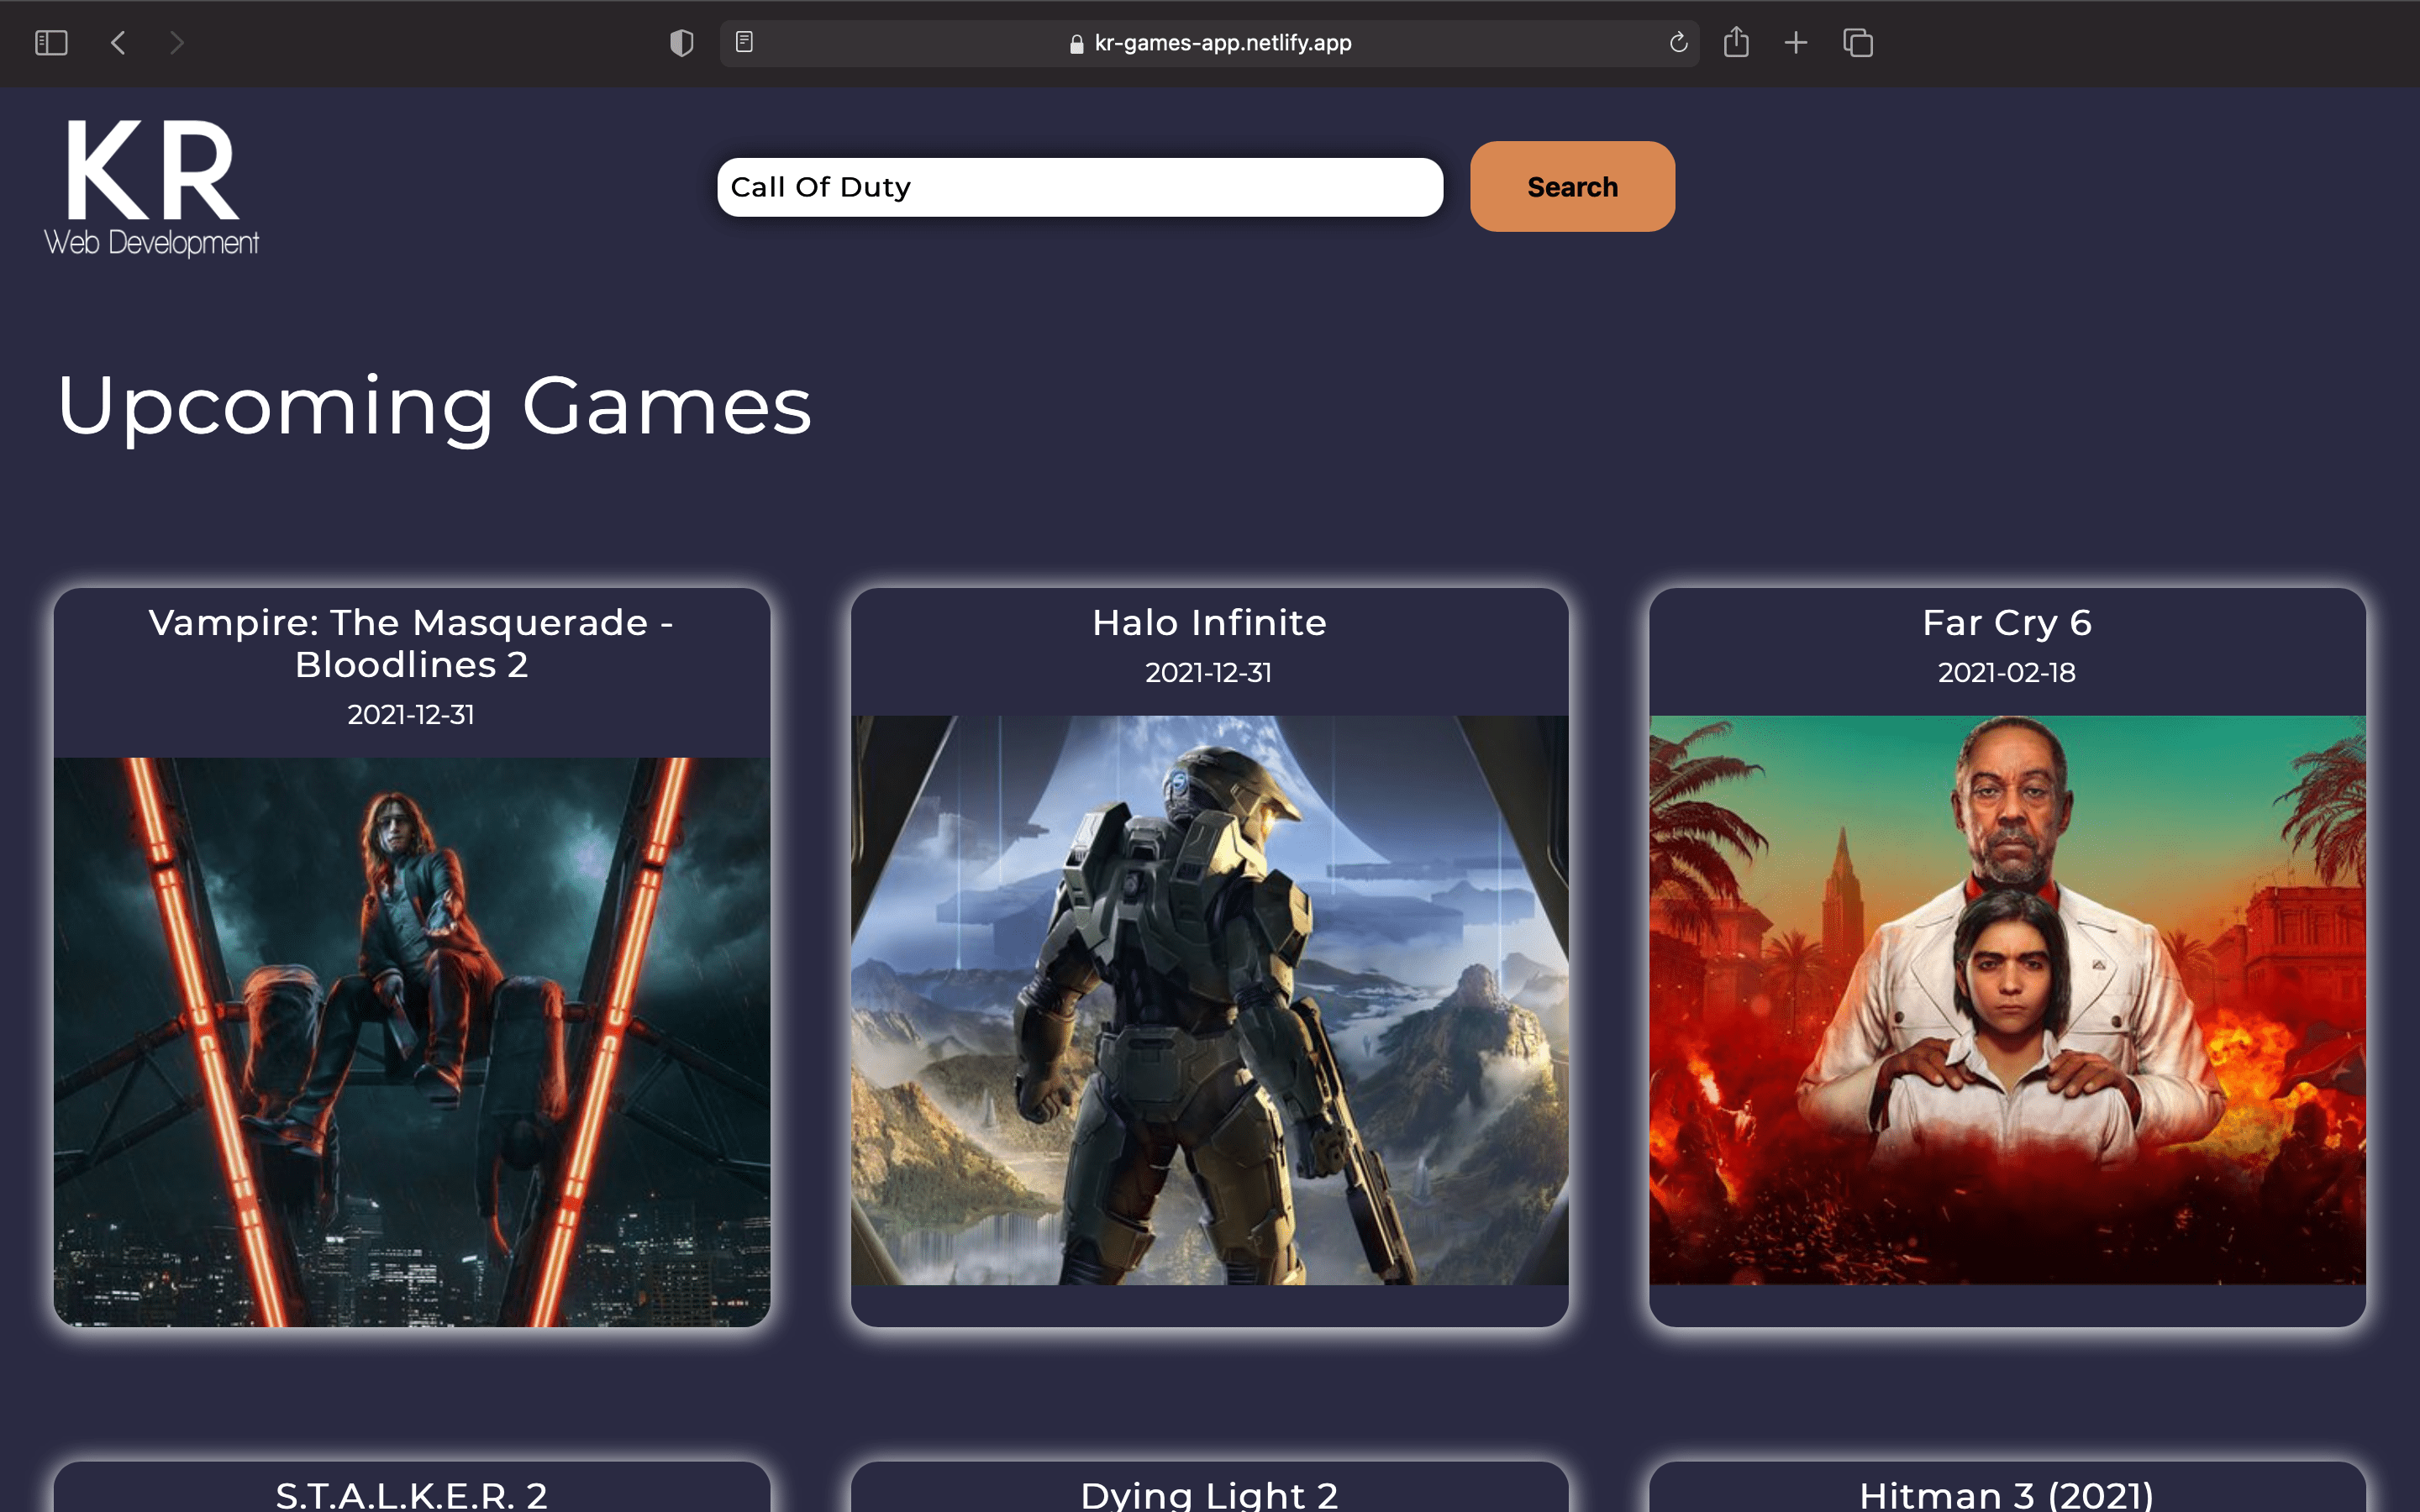 kr-games-app.netlify.app
KR
Web Development
Call Of Duty
Search
Upcoming Games
Vampire: The Masquerade -
Bloodlines 2
2021-12-31
Halo Infinite
2021-12-31
Far Cry 6
2021-02-18
S.T.A.L.K.E.R. 2
Dying Light 2
Hitman 3 (2021)